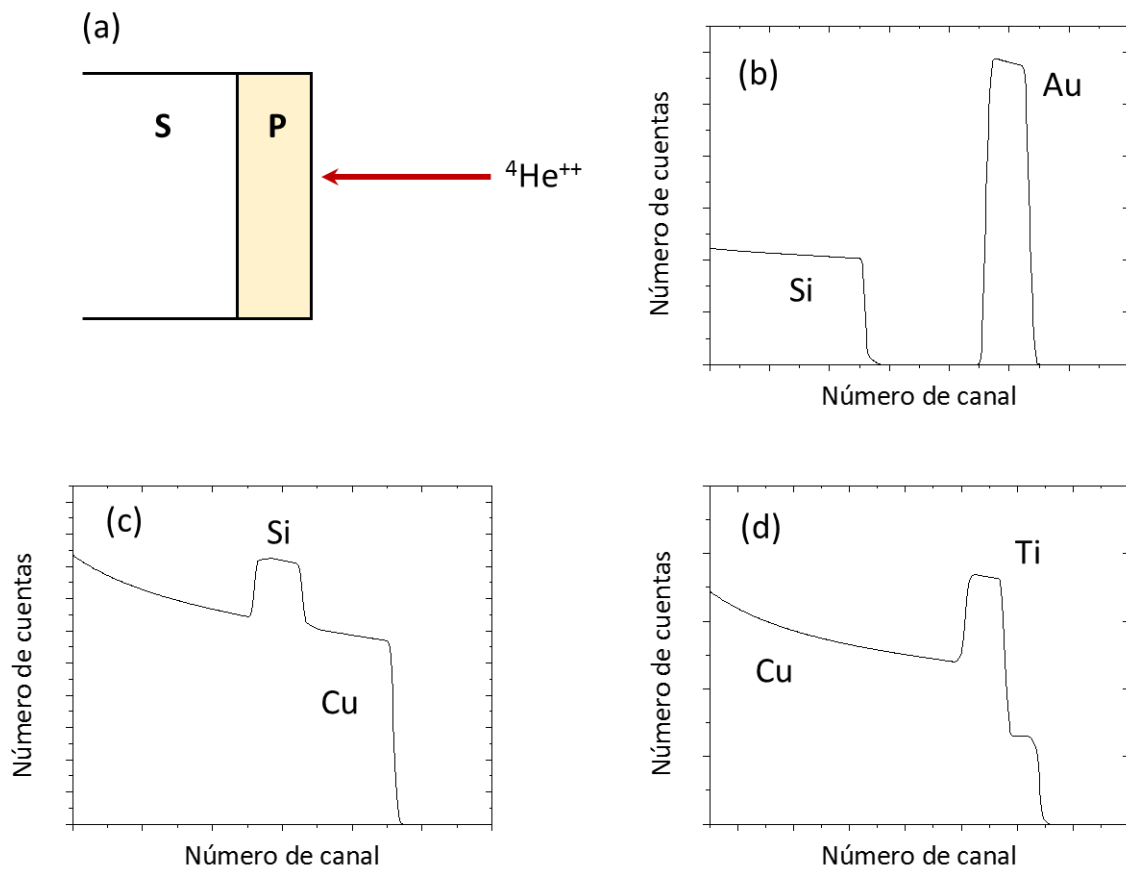 (a)
S
P
⁴He⁺⁺
(b)
Au
Si
Número de cuentas
Número de canal
(c)
Si
Cu
Número de cuentas
Número de canal
(d)
Ti
Cu
Número de cuentas
Número de canal